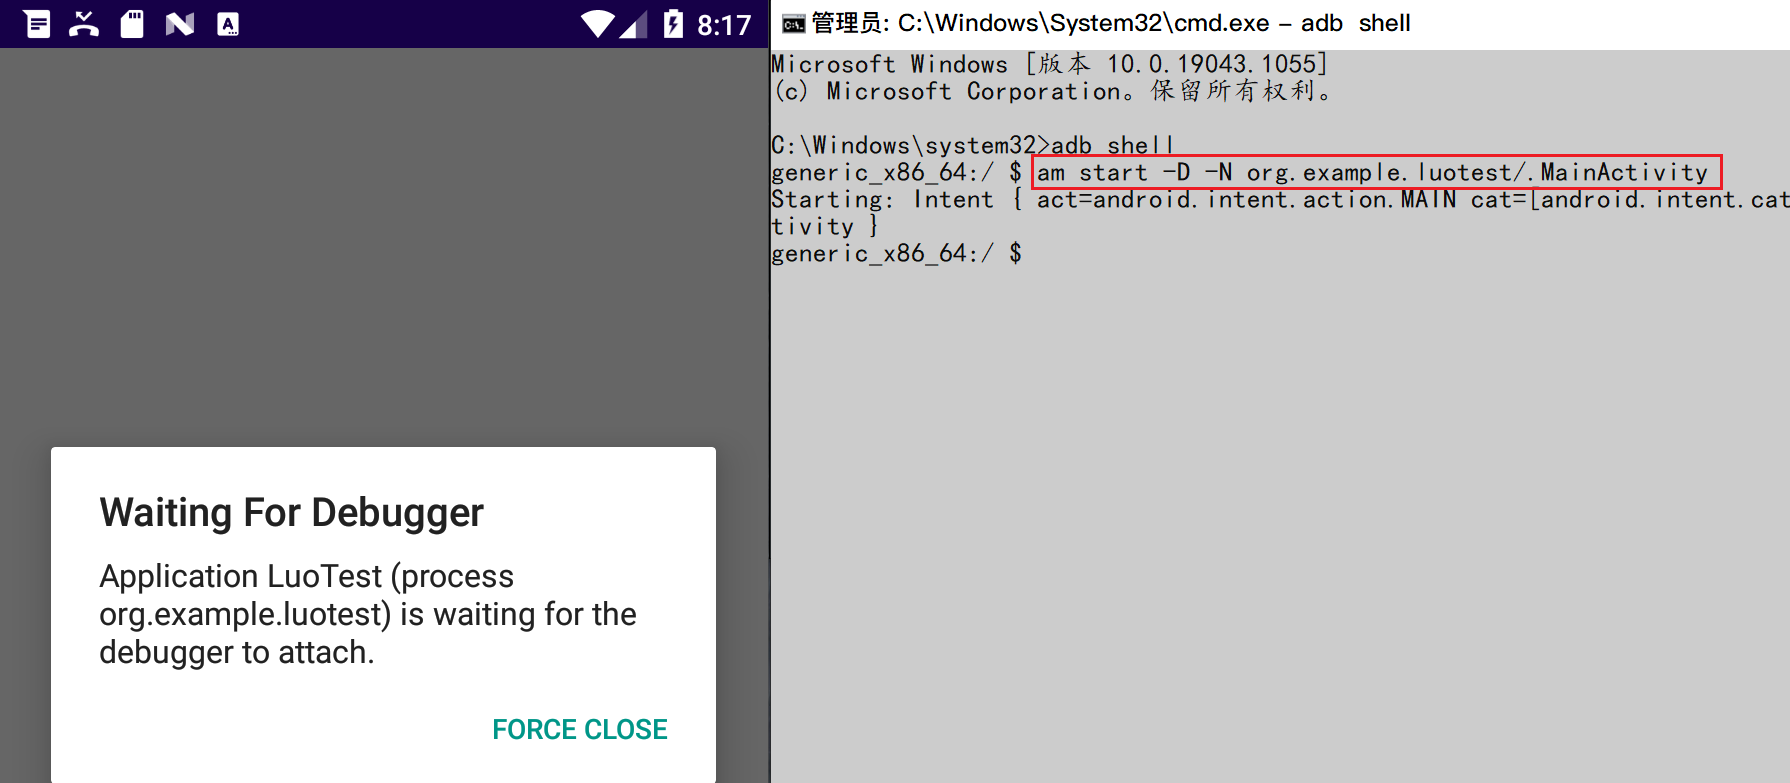 8:17
Waiting For Debugger
Application LuoTest (process
org.example.luotest) is waiting for the
debugger to attach.
FORCE CLOSE
管理员: C:\Windows\System32\cmd.exe - adb  shell
Microsoft Windows [版本 10.0.19043.1055]
(c) Microsoft Corporation。保留所有权利。
C:\Windows\system32>adb shell
generic_x86_64:/ $ am start -D -N org.example.luotest/.MainActivity
Starting: Intent { act=android.intent.action.MAIN cat=[android.intent.cat
tivity }
generic_x86_64:/ $